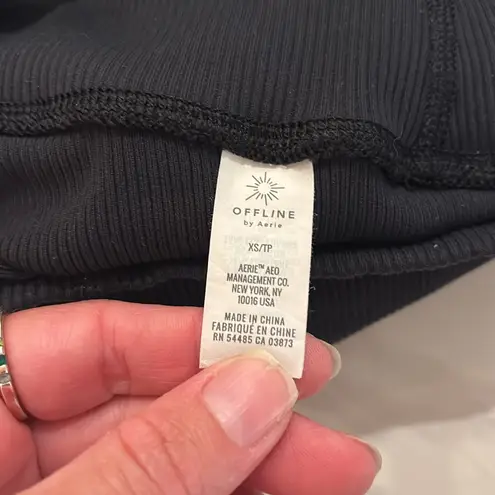 OFFLINE
by Aerie
XS/TP
AERIE™ AEO
MANAGEMENT CO.
NEW YORK, NY
10016 USA
MADE IN CHINA
FABRIQUÉ EN CHINE
RN 54485 CA 03873